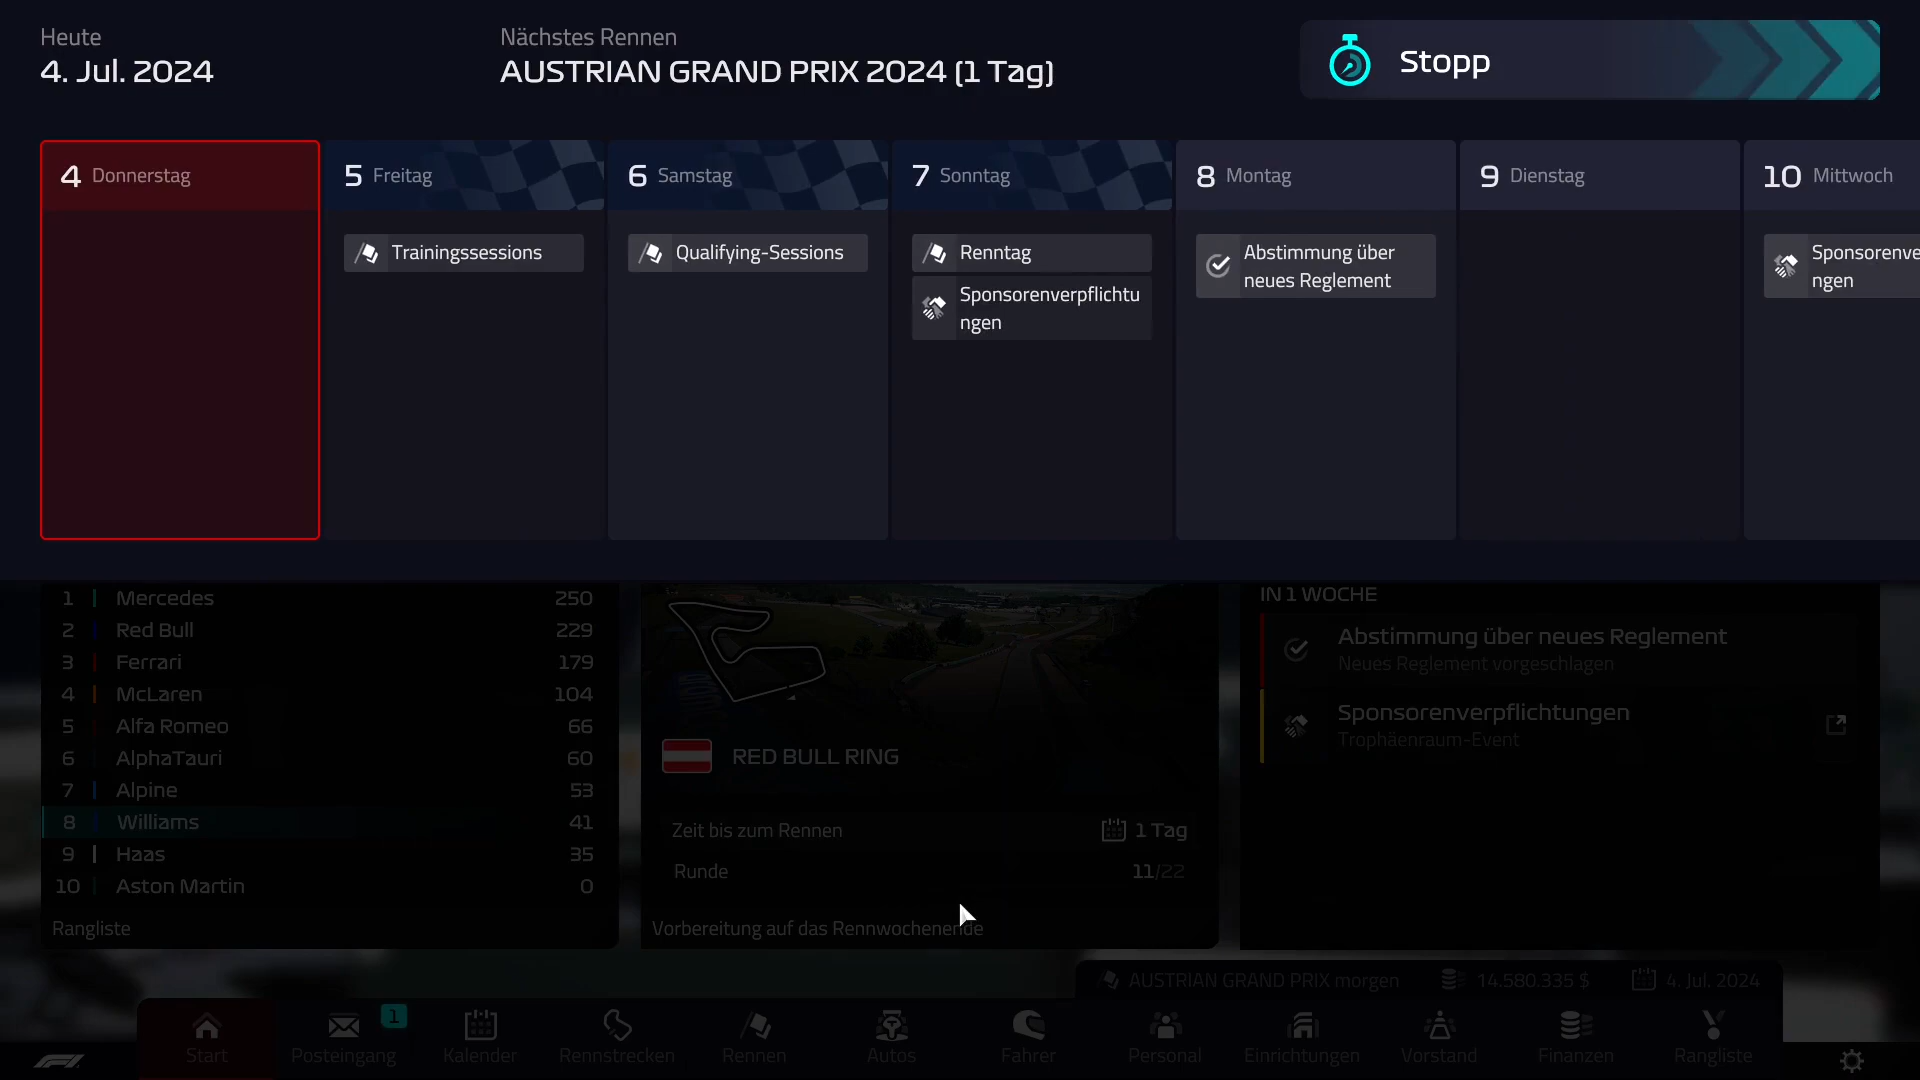 Heute
4. Jul. 2024
Nächstes Rennen
AUSTRIAN GRAND PRIX 2024 (1 Tag)
Stopp
4 Donnerstag
5 Freitag
6 Samstag
7 Sonntag
8 Montag
9 Dienstag
10 Mittwoch
Trainingssessions
Qualifying-Sessions
Renntag
Sponsorenverpflichtu
ngen
Abstimmung über
neues Reglement
Sponsorenve
ngen
1 Mercedes 250
2 Red Bull 229
3 Ferrari 179
4 McLaren 104
5 Alfa Romeo 66
6 AlphaTauri 60
7 Alpine 53
8 Williams 41
9 Haas 35
10 Aston Martin 0
Rangliste
RED BULL RING
Zeit bis zum Rennen 1 Tag
Runde 11/22
Vorbereitung auf das Rennwochenende
IN 1 WOCHE
Abstimmung über neues Reglement
Neues Reglement vorgeschlagen
Sponsorenverpflichtungen
Trophäenraum-Event
AUSTRIAN GRAND PRIX morgen
14.580.335 $
4. Jul. 2024
Start
Posteingang
1
Kalender
Rennstrecken
Rennen
Autos
Fahrer
Personal
Einrichtungen
Vorstand
Finanzen
Rangliste